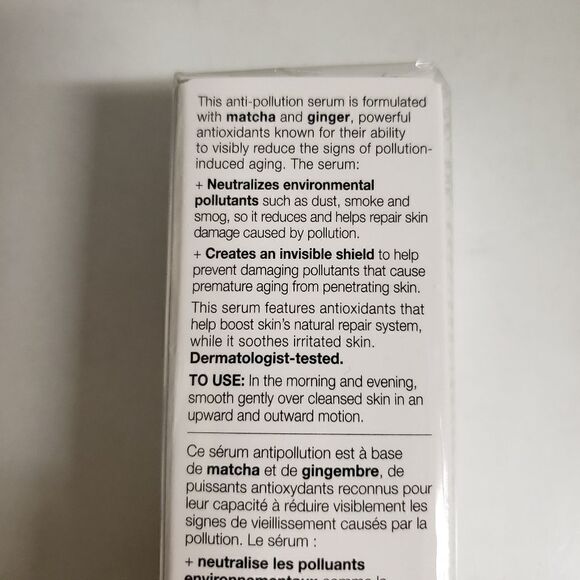 This anti-pollution serum is formulated
with matcha and ginger, powerful
antioxidants known for their ability
to visibly reduce the signs of pollution-
induced aging. The serum:
+ Neutralizes environmental
pollutants such as dust, smoke and
smog, so it reduces and helps repair skin
damage caused by pollution.
+ Creates an invisible shield to help
prevent damaging pollutants that cause
premature aging from penetrating skin.
This serum features antioxidants that
help boost skin's natural repair system,
while it soothes irritated skin.
Dermatologist-tested.
TO USE: In the morning and evening,
smooth gently over cleansed skin in an
upward and outward motion.
Ce sérum antipollution est à base
de matcha et de gingembre, de
puissants antioxydants reconnus pour
leur capacité à réduire visiblement les
signes de vieillissement causés par la
pollution. Le sérum :
+ neutralise les polluants
environnementaux comme la